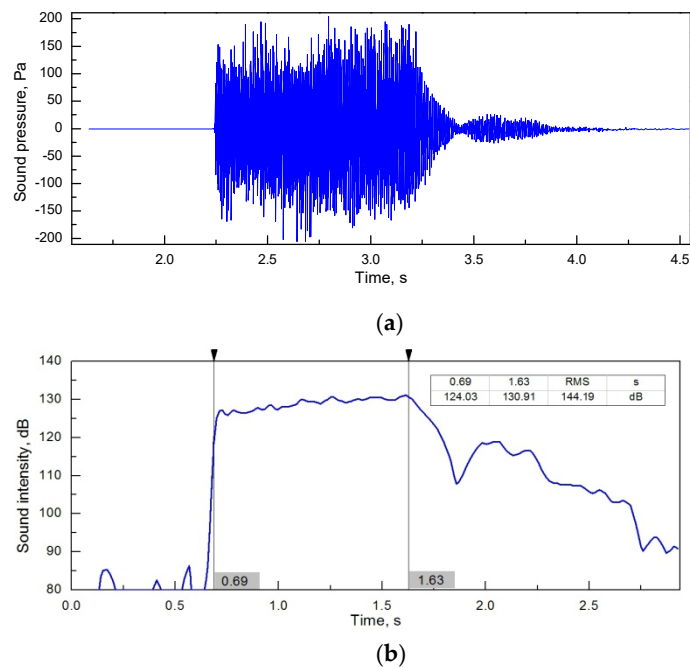 Sound pressure, Pa
200
150
100
50
0
-50
-100
-150
-200
2.0 2.5 3.0 3.5 4.0 4.5
Time, s
(a)
Sound intensity, dB
140
130
120
110
100
90
80
0.69 1.63 RMS s
124.03 130.91 144.19 dB
0.69 1.63
0.0 0.5 1.0 1.5 2.0 2.5
Time, s
(b)